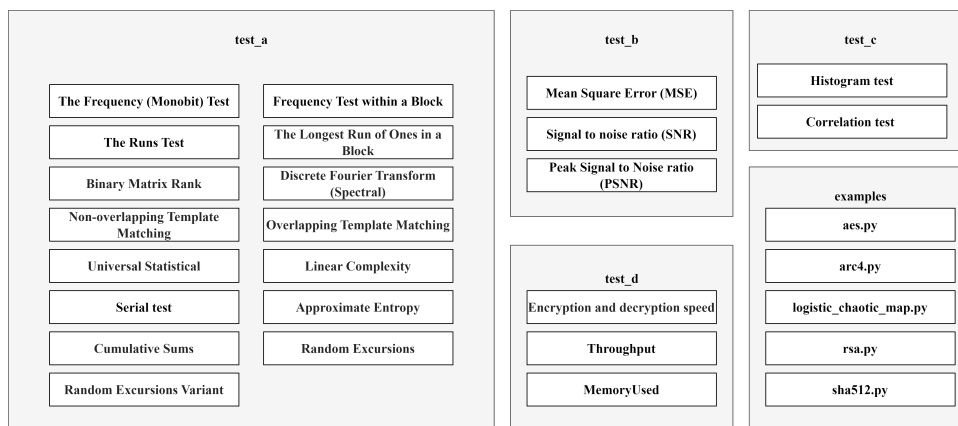 test_a
The Frequency (Monobit) Test
Frequency Test within a Block
The Runs Test
The Longest Run of Ones in a
Block
Binary Matrix Rank
Discrete Fourier Transform
(Spectral)
Non-overlapping Template
Matching
Overlapping Template Matching
Universal Statistical
Linear Complexity
Serial test
Approximate Entropy
Cumulative Sums
Random Excursions
Random Excursions Variant
test_b
Mean Square Error (MSE)
Signal to noise ratio (SNR)
Peak Signal to Noise ratio
(PSNR)
test_d
Encryption and decryption speed
Throughput
MemoryUsed
test_c
Histogram test
Correlation test
examples
aes.py
arc4.py
logistic_chaotic_map.py
rsa.py
sha512.py